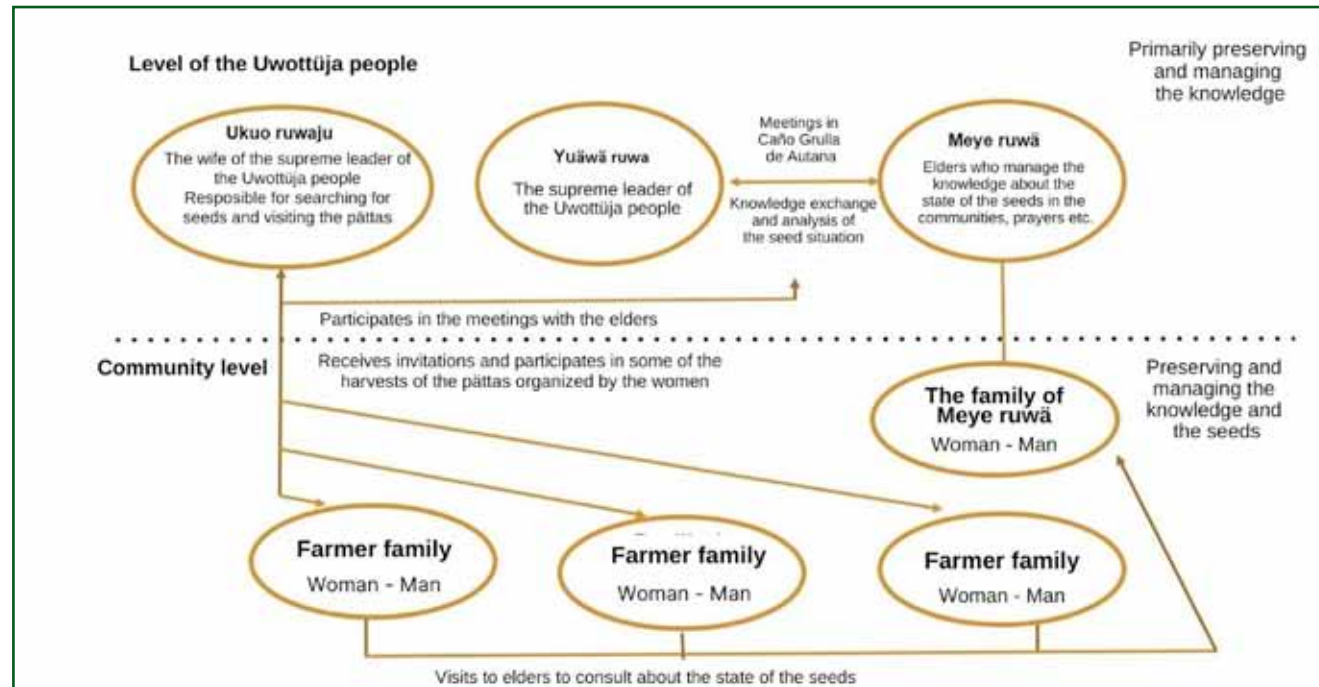 Level of the Uwottüja people
Primarily preserving
and managing
the knowledge
Ukuo ruwaju
The wife of the supreme leader of
the Uwottüja people
Resposible for searching for
seeds and visiting the pättas
Yuäwä ruwa
The supreme leader of
the Uwottüja people
Meetings in
Caño Grulla
de Autana
Knowledge exchange
and analysis of
the seed situation
Meye ruwä
Elders who manage the
knowledge about the
state of the seeds in the
communities, prayers etc.
Participates in the meetings with the elders
Community level
Receives invitations and participates in some of the
harvests of the pättas organized by the women
The family of
Meye ruwä
Woman - Man
Preserving and
managing the
knowledge and
the seeds
Farmer family
Woman - Man
Farmer family
Woman - Man
Farmer family
Woman - Man
Visits to elders to consult about the state of the seeds